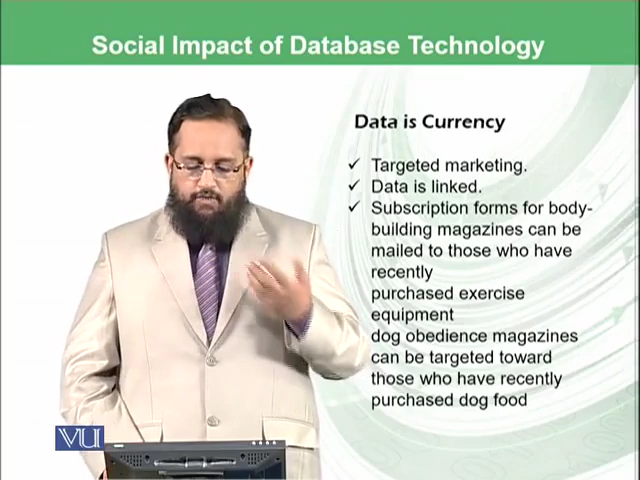 Social Impact of Database Technology
Data is Currency
✓ Targeted marketing.
✓ Data is linked.
✓ Subscription forms for body-
building magazines can be
mailed to those who have
recently
purchased exercise
equipment
dog obedience magazines
can be targeted toward
those who have recently
purchased dog food
VU